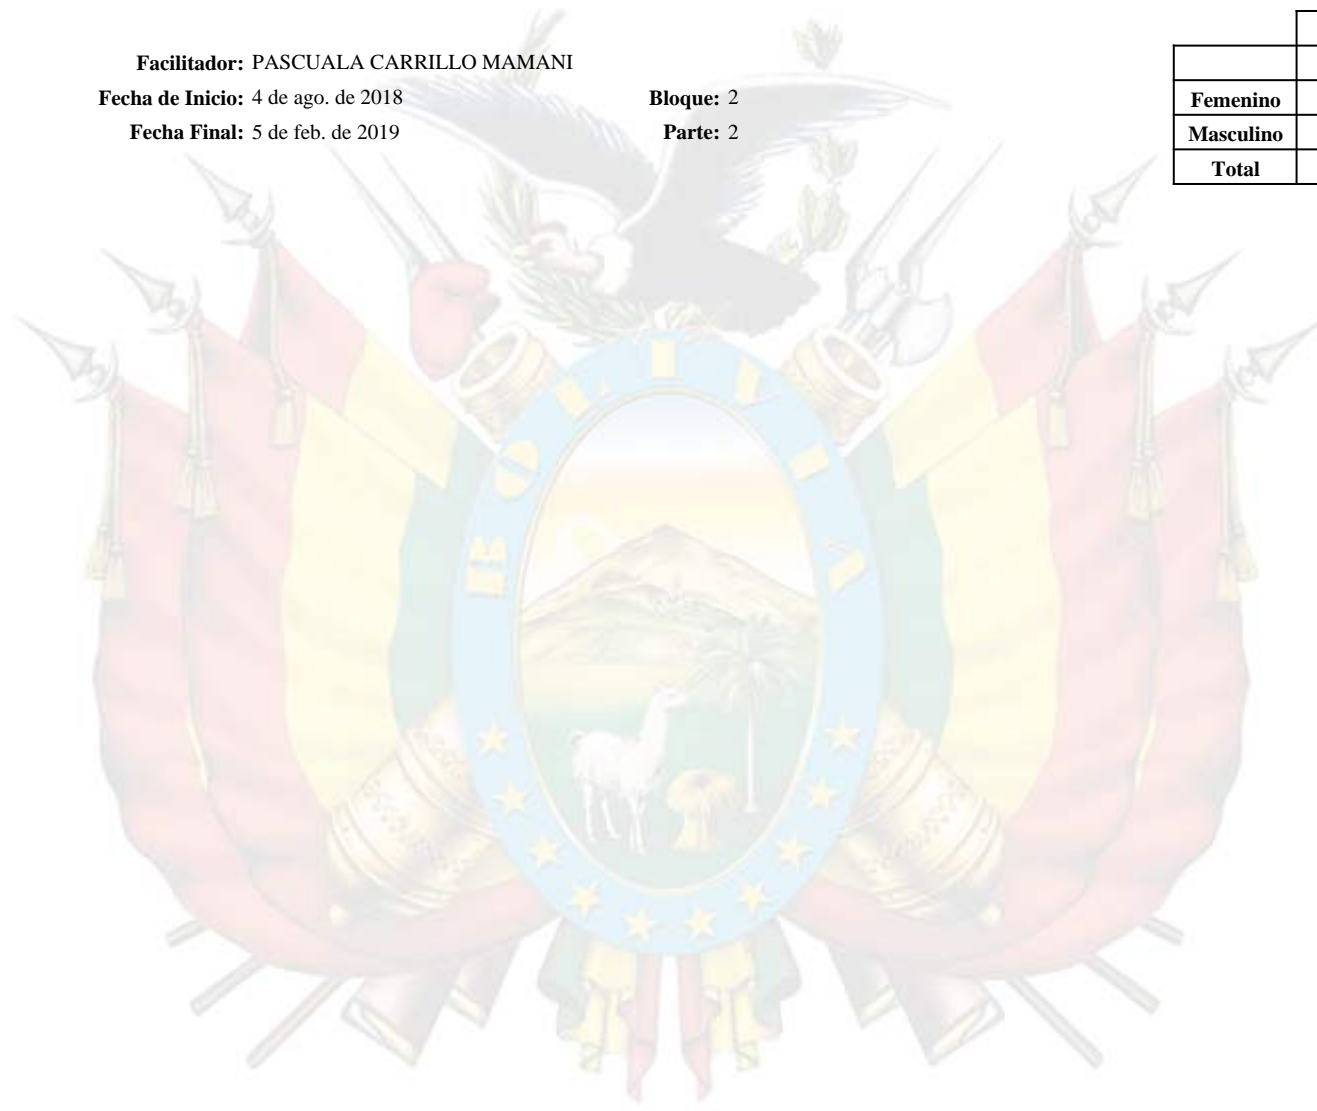 Facilitador: PASCUALA CARRILLO MAMANI
Fecha de Inicio: 4 de ago. de 2018 Bloque: 2
Fecha Final: 5 de feb. de 2019 Parte: 2
Femenino
Masculino
Total
BOLIVIA